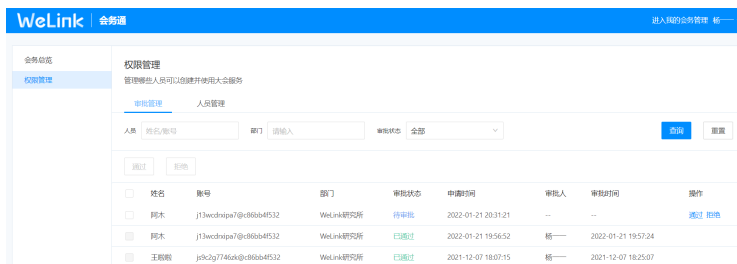 WeLink 会务通 进入我的会务管理 杨一一
会务总览
权限管理
权限管理
管理哪些人员可以创建并使用大会服务
审批管理 人员管理
人员 姓名/账号 部门 请输入 审批状态 全部 查询 重置
通过 拒绝
姓名 账号 部门 审批状态 申请时间 审批人 审批时间 操作
阿木 j13wcdnxipa7@c86bb4f532 WeLink研究所 待审批 2022-01-21 20:31:21 -- -- 通过 拒绝
阿木 j13wcdnxipa7@c86bb4f532 WeLink研究所 已通过 2022-01-21 19:56:52 杨一一 2022-01-21 19:57:24
王盼盼 js9c2g7746zk@c86bb4f532 WeLink研究所 已通过 2021-12-07 18:07:15 杨一一 2021-12-07 18:25:07